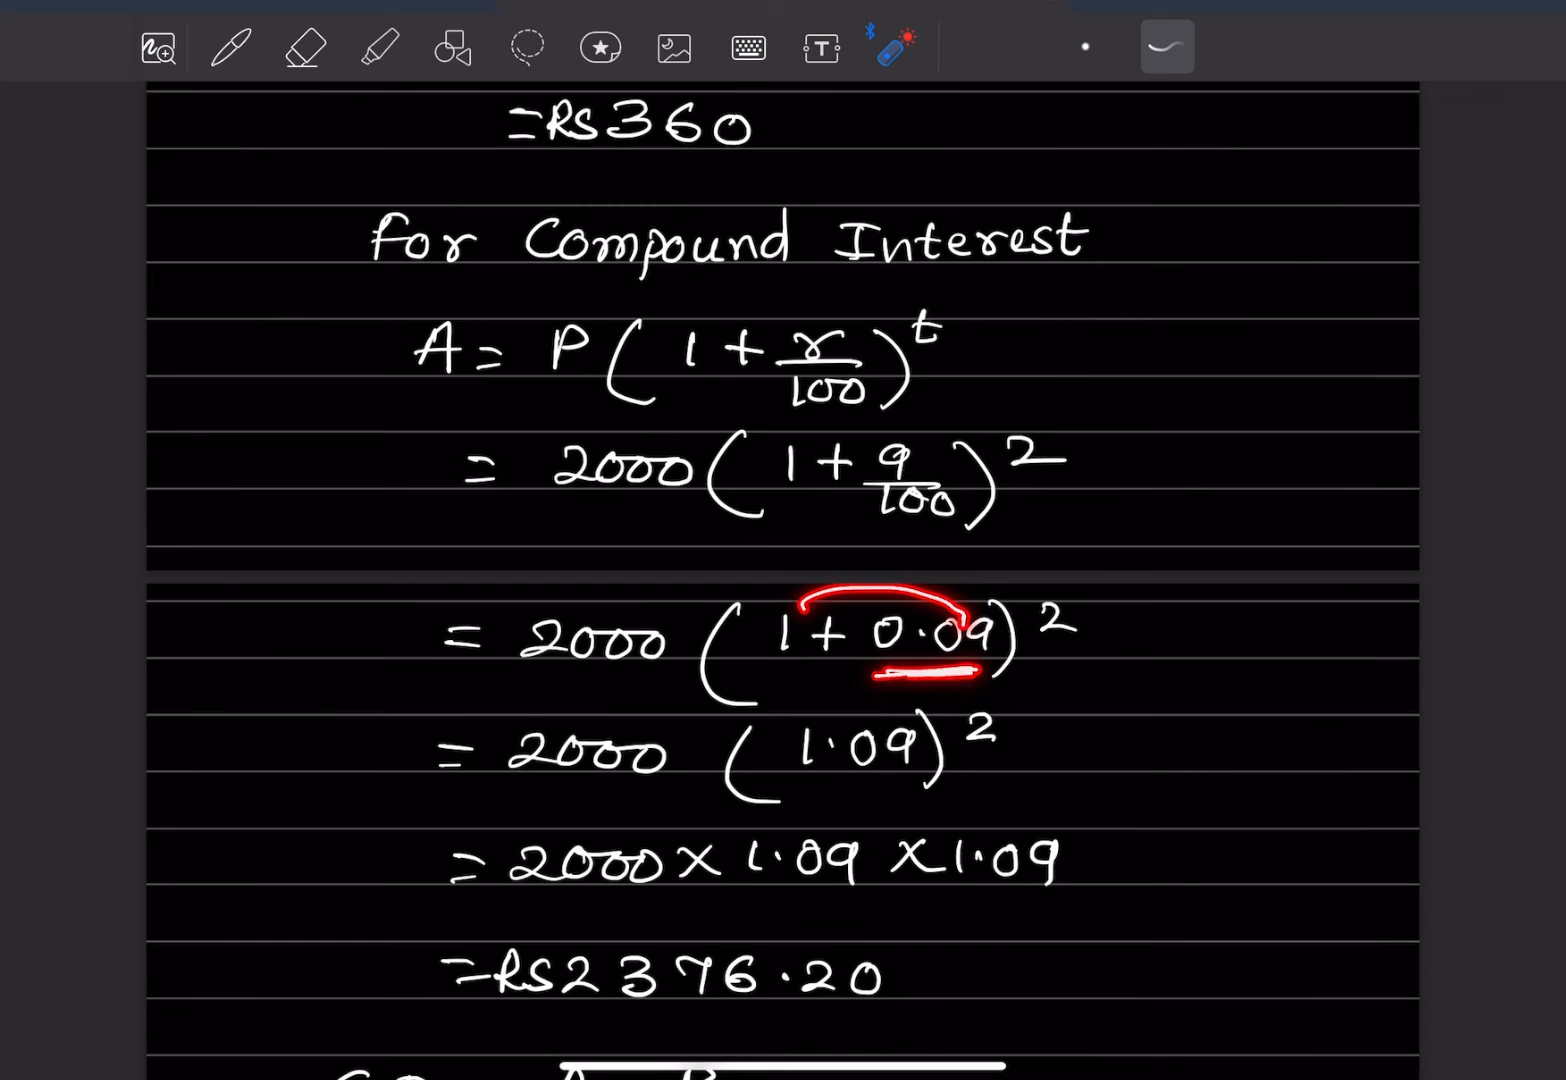 =RS360
For Compound Interest
A= P(1+r/100)^t
= 2000(1+9/100)^2
= 2000(1+0.09)^2
= 2000(1.09)^2
=2000×1.09×1.09
=RS2376.20